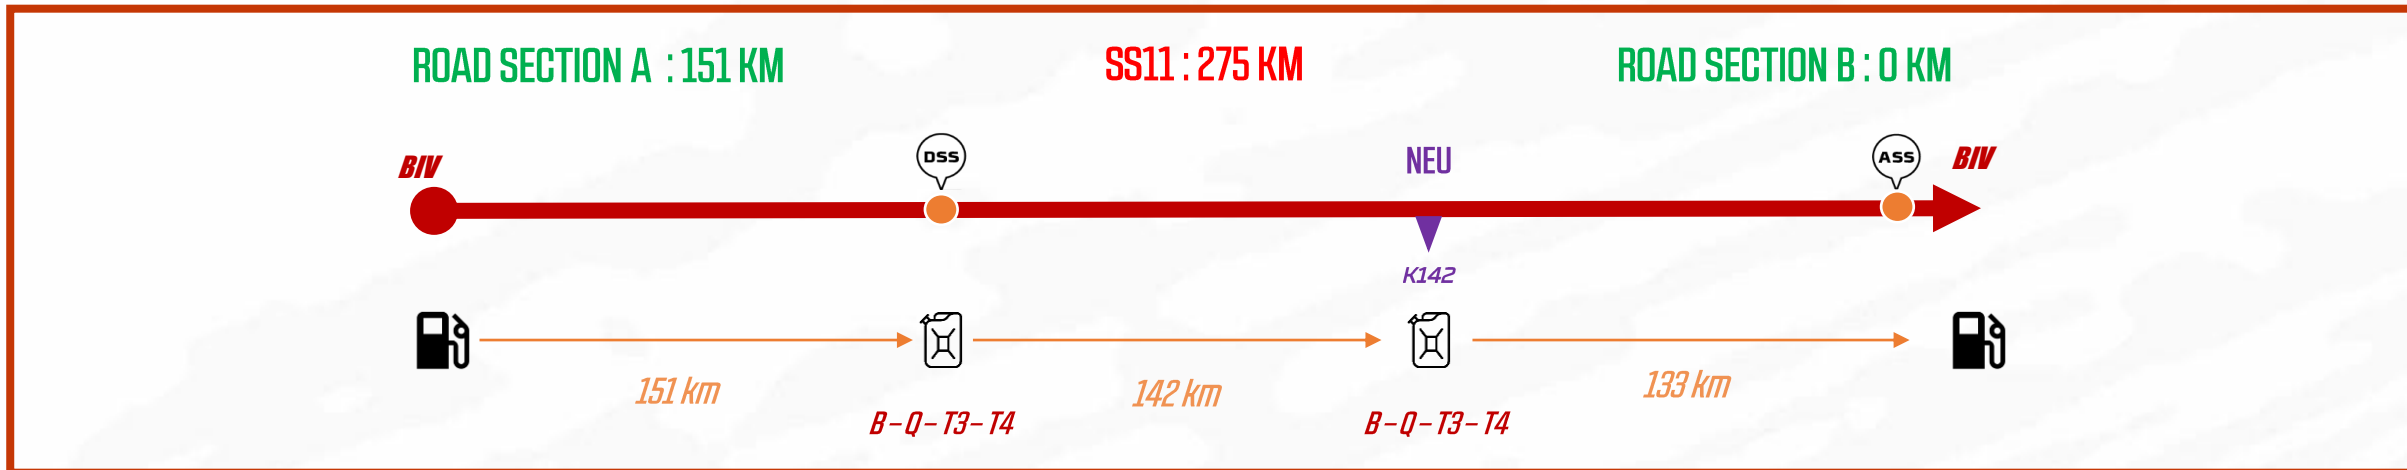 ROAD SECTION A : 151 KM
SS11 : 275 KM
ROAD SECTION B : 0 KM
BIV
DSS
NEU
ASS
BIV
K142
151 km
142 km
133 km
B – Q – T3 – T4
B – Q – T3 – T4